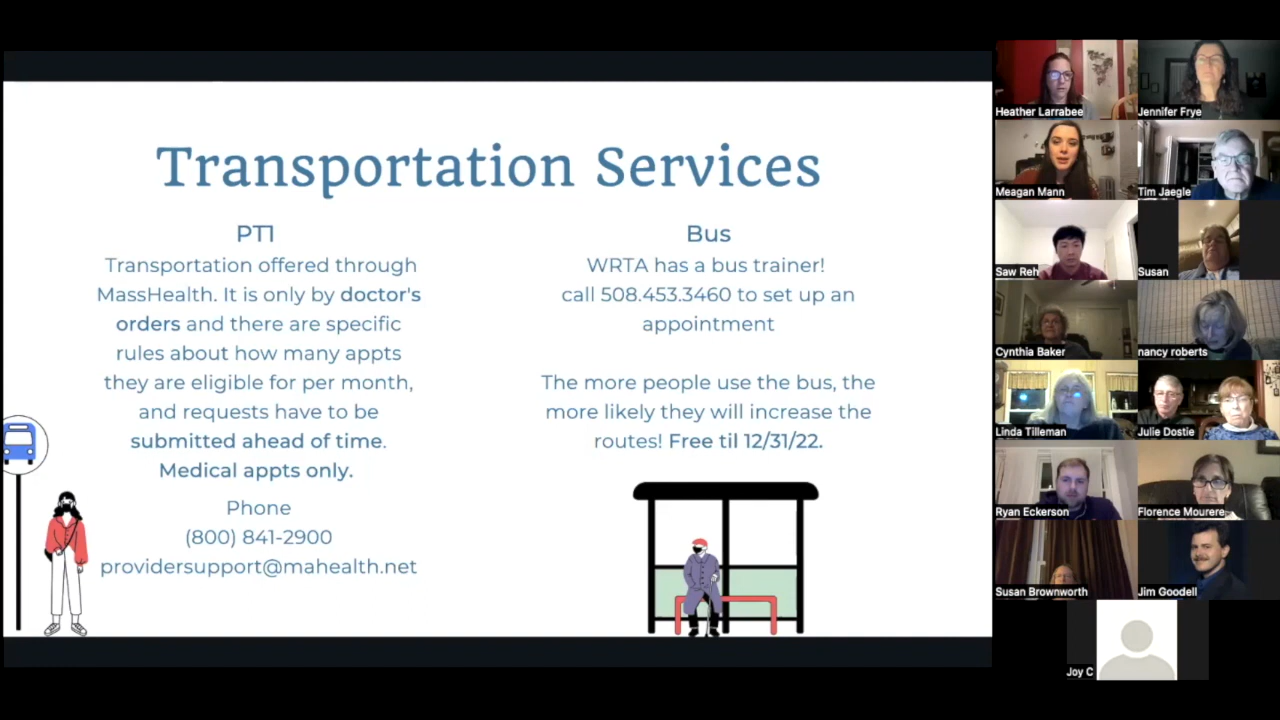 Transportation Services
PT1
Transportation offered through
MassHealth. It is only by doctor's
orders and there are specific
rules about how many appts
they are eligible for per month,
and requests have to be
submitted ahead of time.
Medical appts only.
Phone
(800) 841-2900
providersupport@mahealth.net
Bus
WRTA has a bus trainer!
call 508.453.3460 to set up an
appointment
The more people use the bus, the
more likely they will increase the
routes! Free til 12/31/22.
Heather Larrabee
Jennifer Frye
Meagan Mann
Tim Jaegle
Saw Reh
Susan
Cynthia Baker
nancy roberts
Linda Tilleman
Julie Dostie
Ryan Eckerson
Florence Mourere
Susan Brownworth
Jim Goodell
Joy C